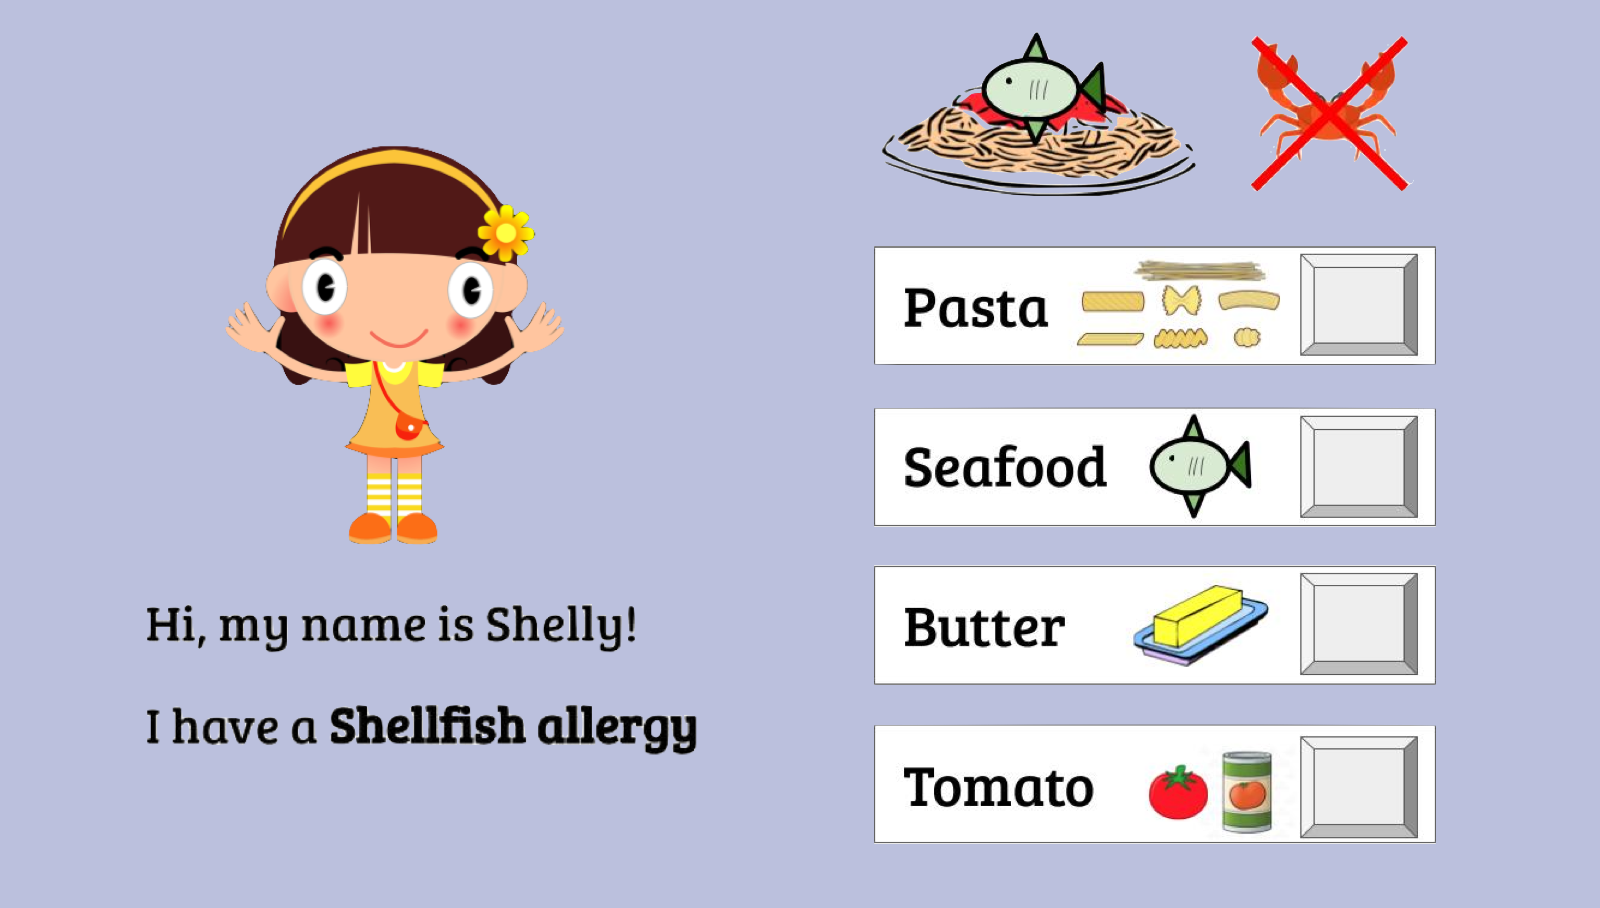 Hi, my name is Shelly!
I have a Shellfish allergy
Pasta
Seafood
Butter
Tomato